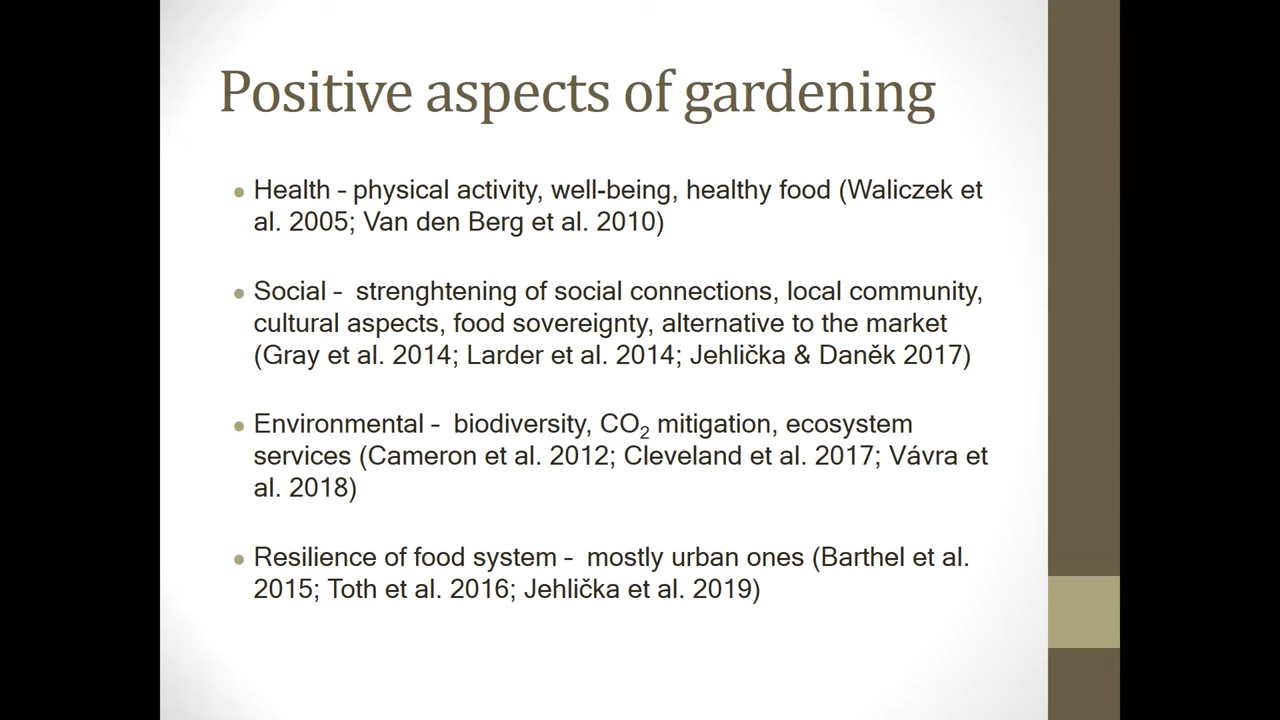 Positive aspects of gardening
● Health – physical activity, well-being, healthy food (Waliczek et
al. 2005; Van den Berg et al. 2010)
● Social – strenghtening of social connections, local community,
cultural aspects, food sovereignty, alternative to the market
(Gray et al. 2014; Larder et al. 2014; Jehlička & Daněk 2017)
● Environmental – biodiversity, CO₂ mitigation, ecosystem
services (Cameron et al. 2012; Cleveland et al. 2017; Vávra et
al. 2018)
● Resilience of food system – mostly urban ones (Barthel et al.
2015; Toth et al. 2016; Jehlička et al. 2019)